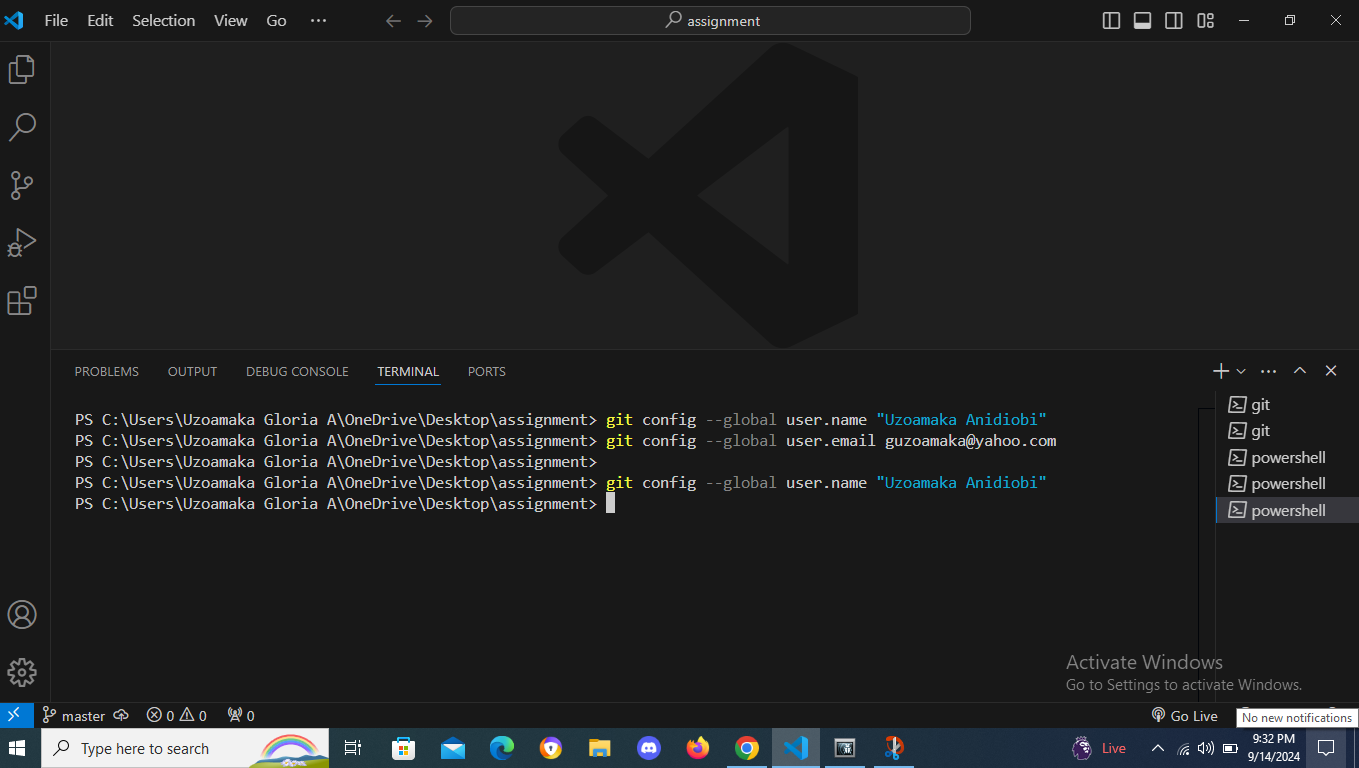 File Edit Selection View Go ...
assignment
PROBLEMS OUTPUT DEBUG CONSOLE TERMINAL PORTS
PS C:\Users\Uzoamaka Gloria A\OneDrive\Desktop\assignment> git config --global user.name "Uzoamaka Anidiobi"
PS C:\Users\Uzoamaka Gloria A\OneDrive\Desktop\assignment> git config --global user.email guzoamaka@yahoo.com
PS C:\Users\Uzoamaka Gloria A\OneDrive\Desktop\assignment>
PS C:\Users\Uzoamaka Gloria A\OneDrive\Desktop\assignment> git config --global user.name "Uzoamaka Anidiobi"
PS C:\Users\Uzoamaka Gloria A\OneDrive\Desktop\assignment>
git
git
powershell
powershell
powershell
Activate Windows
Go to Settings to activate Windows.
master 0 0 0 Go Live
No new notifications
Type here to search
Live
9:32 PM
9/14/2024